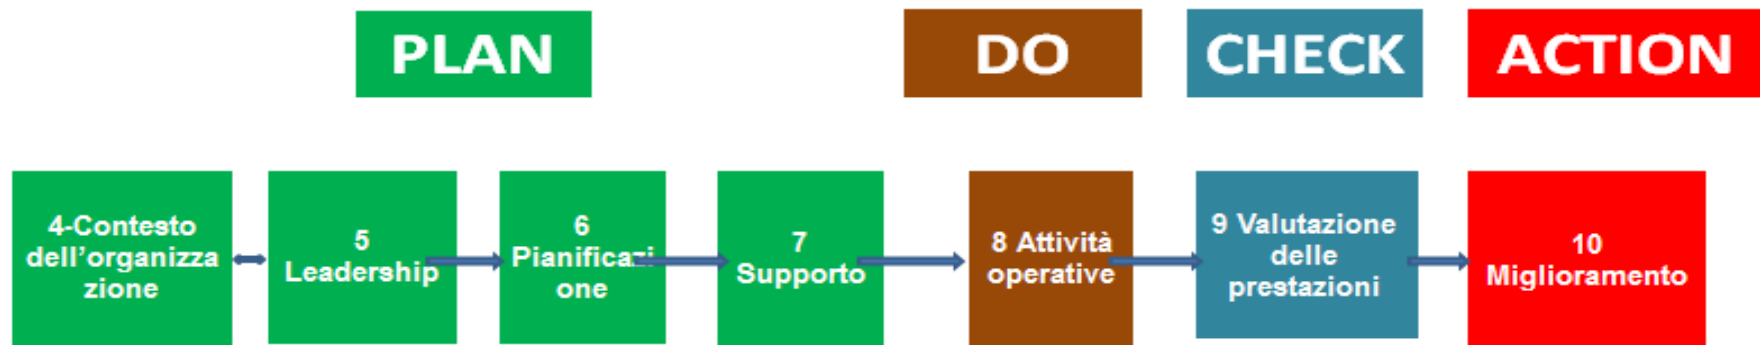 PLAN
DO
CHECK
ACTION
4-Contesto
dell’organizza
zione
5
Leadership
6
Pianificazi
one
7
Supporto
8 Attività
operative
9 Valutazione
delle
prestazioni
10
Miglioramento